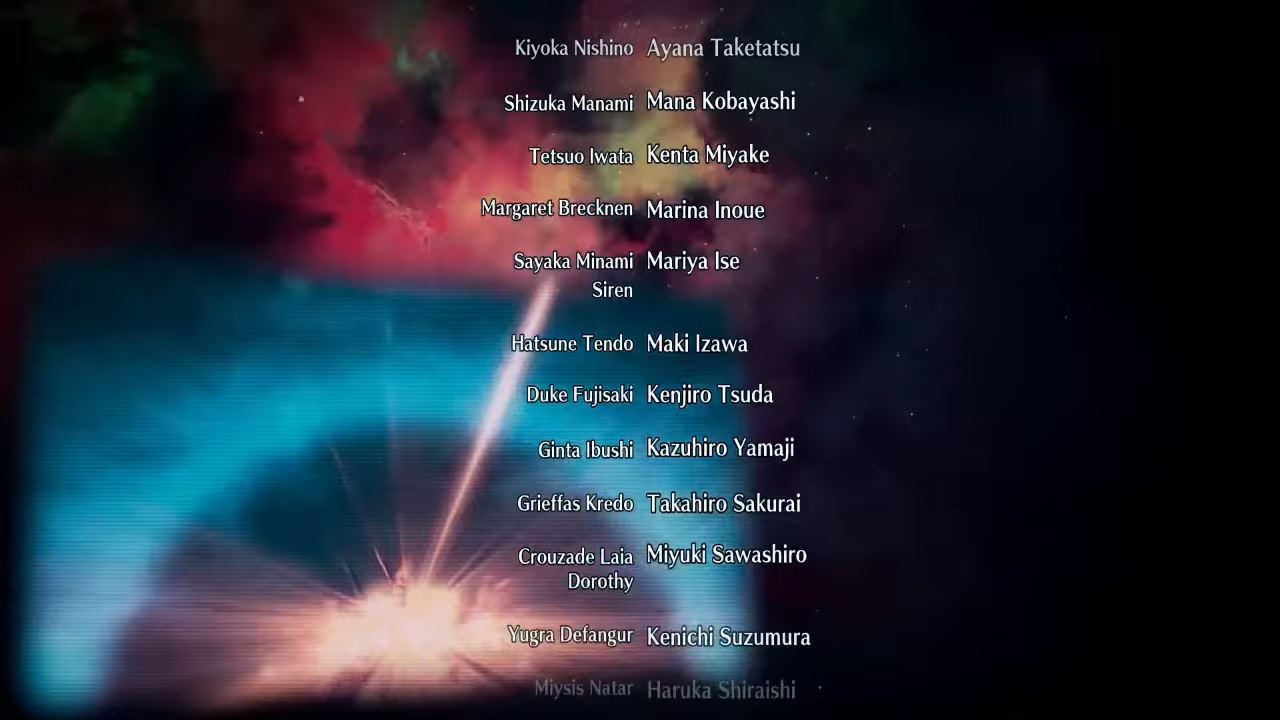 Kiyoka Nishino Ayana Taketatsu
Shizuka Manami Mana Kobayashi
Tetsuo Iwata Kenta Miyake
Margaret Brecknen Marina Inoue
Sayaka Minami Mariya Ise
Siren
Hatsune Tendo Maki Izawa
Duke Fujisaki Kenjiro Tsuda
Ginta Ibushi Kazuhiro Yamaji
Grieffas Kredo Takahiro Sakurai
Crouzade Laia Miyuki Sawashiro
Dorothy
Yugra Defangur Kenichi Suzumura
Miysis Natar Haruka Shiraishi